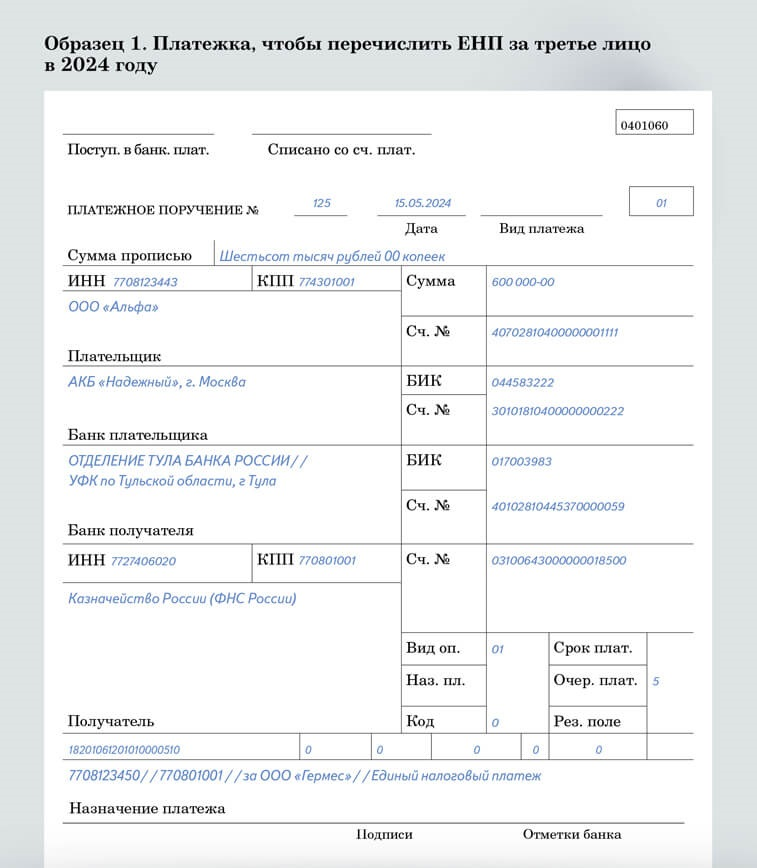 Образец 1. Платежка, чтобы перечислить ЕНП за третье лицо
в 2024 году
0401060
Поступ. в банк. плат. Списано со сч. плат.
ПЛАТЕЖНОЕ ПОРУЧЕНИЕ № 125 15.05.2024 01
Дата Вид платежа
Сумма прописью Шестьсот тысяч рублей 00 копеек
ИНН 7708123443 КПП 774301001 Сумма 600 000-00
ООО «Альфа»
Сч. № 40702810400000001111
Плательщик
АКБ «Надежный», г. Москва БИК 044583222
Сч. № 30101810400000000222
Банк плательщика
ОТДЕЛЕНИЕ ТУЛА БАНКА РОССИИ// БИК 017003983
УФК по Тульской области, г Тула
Сч. № 40102810445370000059
Банк получателя
ИНН 7727406020 КПП 770801001 Сч. № 03100643000000018500
Казначейство России (ФНС России)
Вид оп. 01 Срок плат.
Наз. пл. Очер. плат. 5
Получатель Код 0 Рез. поле
18201061201010000510 0 0 0 0 0
7708123450//770801001//за ООО «Гермес»//Единый налоговый платеж
Назначение платежа
Подписи Отметки банка